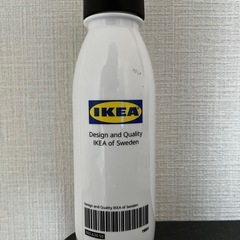 IKEA
Design and Quality
IKEA of Sweden
Design and Quality IKEA of Sweden